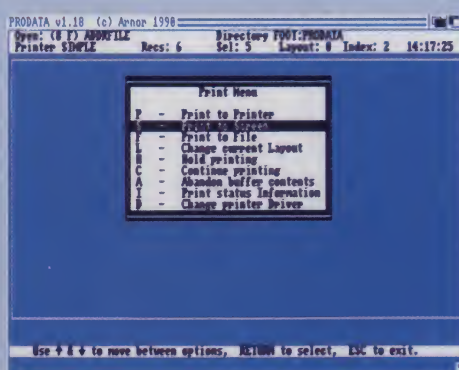 PRODATA v1.18 (c) Arnor 1990
Open: (8 F) ADDRFILE Directory FOOT:PRODATA
Printer SIMPLE Recs: 6 Sel: 5 Layout: 0 Index: 2 14:17:25
Print Menu
P - Print to Printer
S - Print to Screen
F - Print to File
L - Change current Layout
H - Hold printing
C - Continue printing
A - Abandon buffer contents
I - Print status Information
D - Change printer Driver
Use ↑ & ↓ to move between options, RETURN to select, ESC to exit.